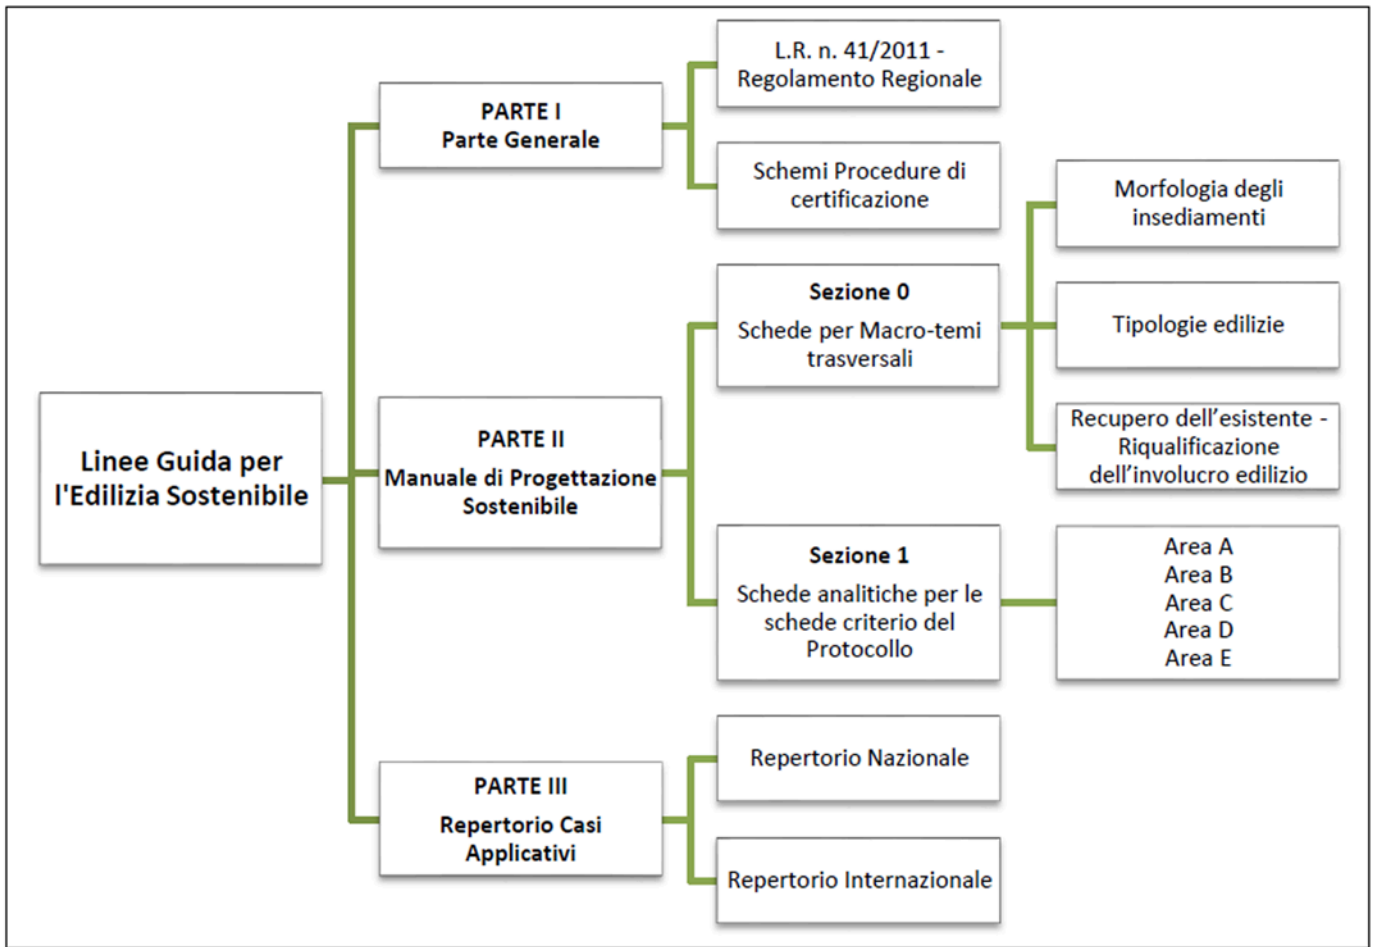 Linee Guida per
l'Edilizia Sostenibile
PARTE I
Parte Generale
L.R. n. 41/2011 -
Regolamento Regionale
Schemi Procedure di
certificazione
PARTE II
Manuale di Progettazione
Sostenibile
Sezione 0
Schede per Macro-temi
trasversali
Morfologia degli
insediamenti
Tipologie edilizie
Recupero dell’esistente -
Riqualificazione
dell’involucro edilizio
Sezione 1
Schede analitiche per le
schede criterio del
Protocollo
Area A
Area B
Area C
Area D
Area E
PARTE III
Repertorio Casi
Applicativi
Repertorio Nazionale
Repertorio Internazionale